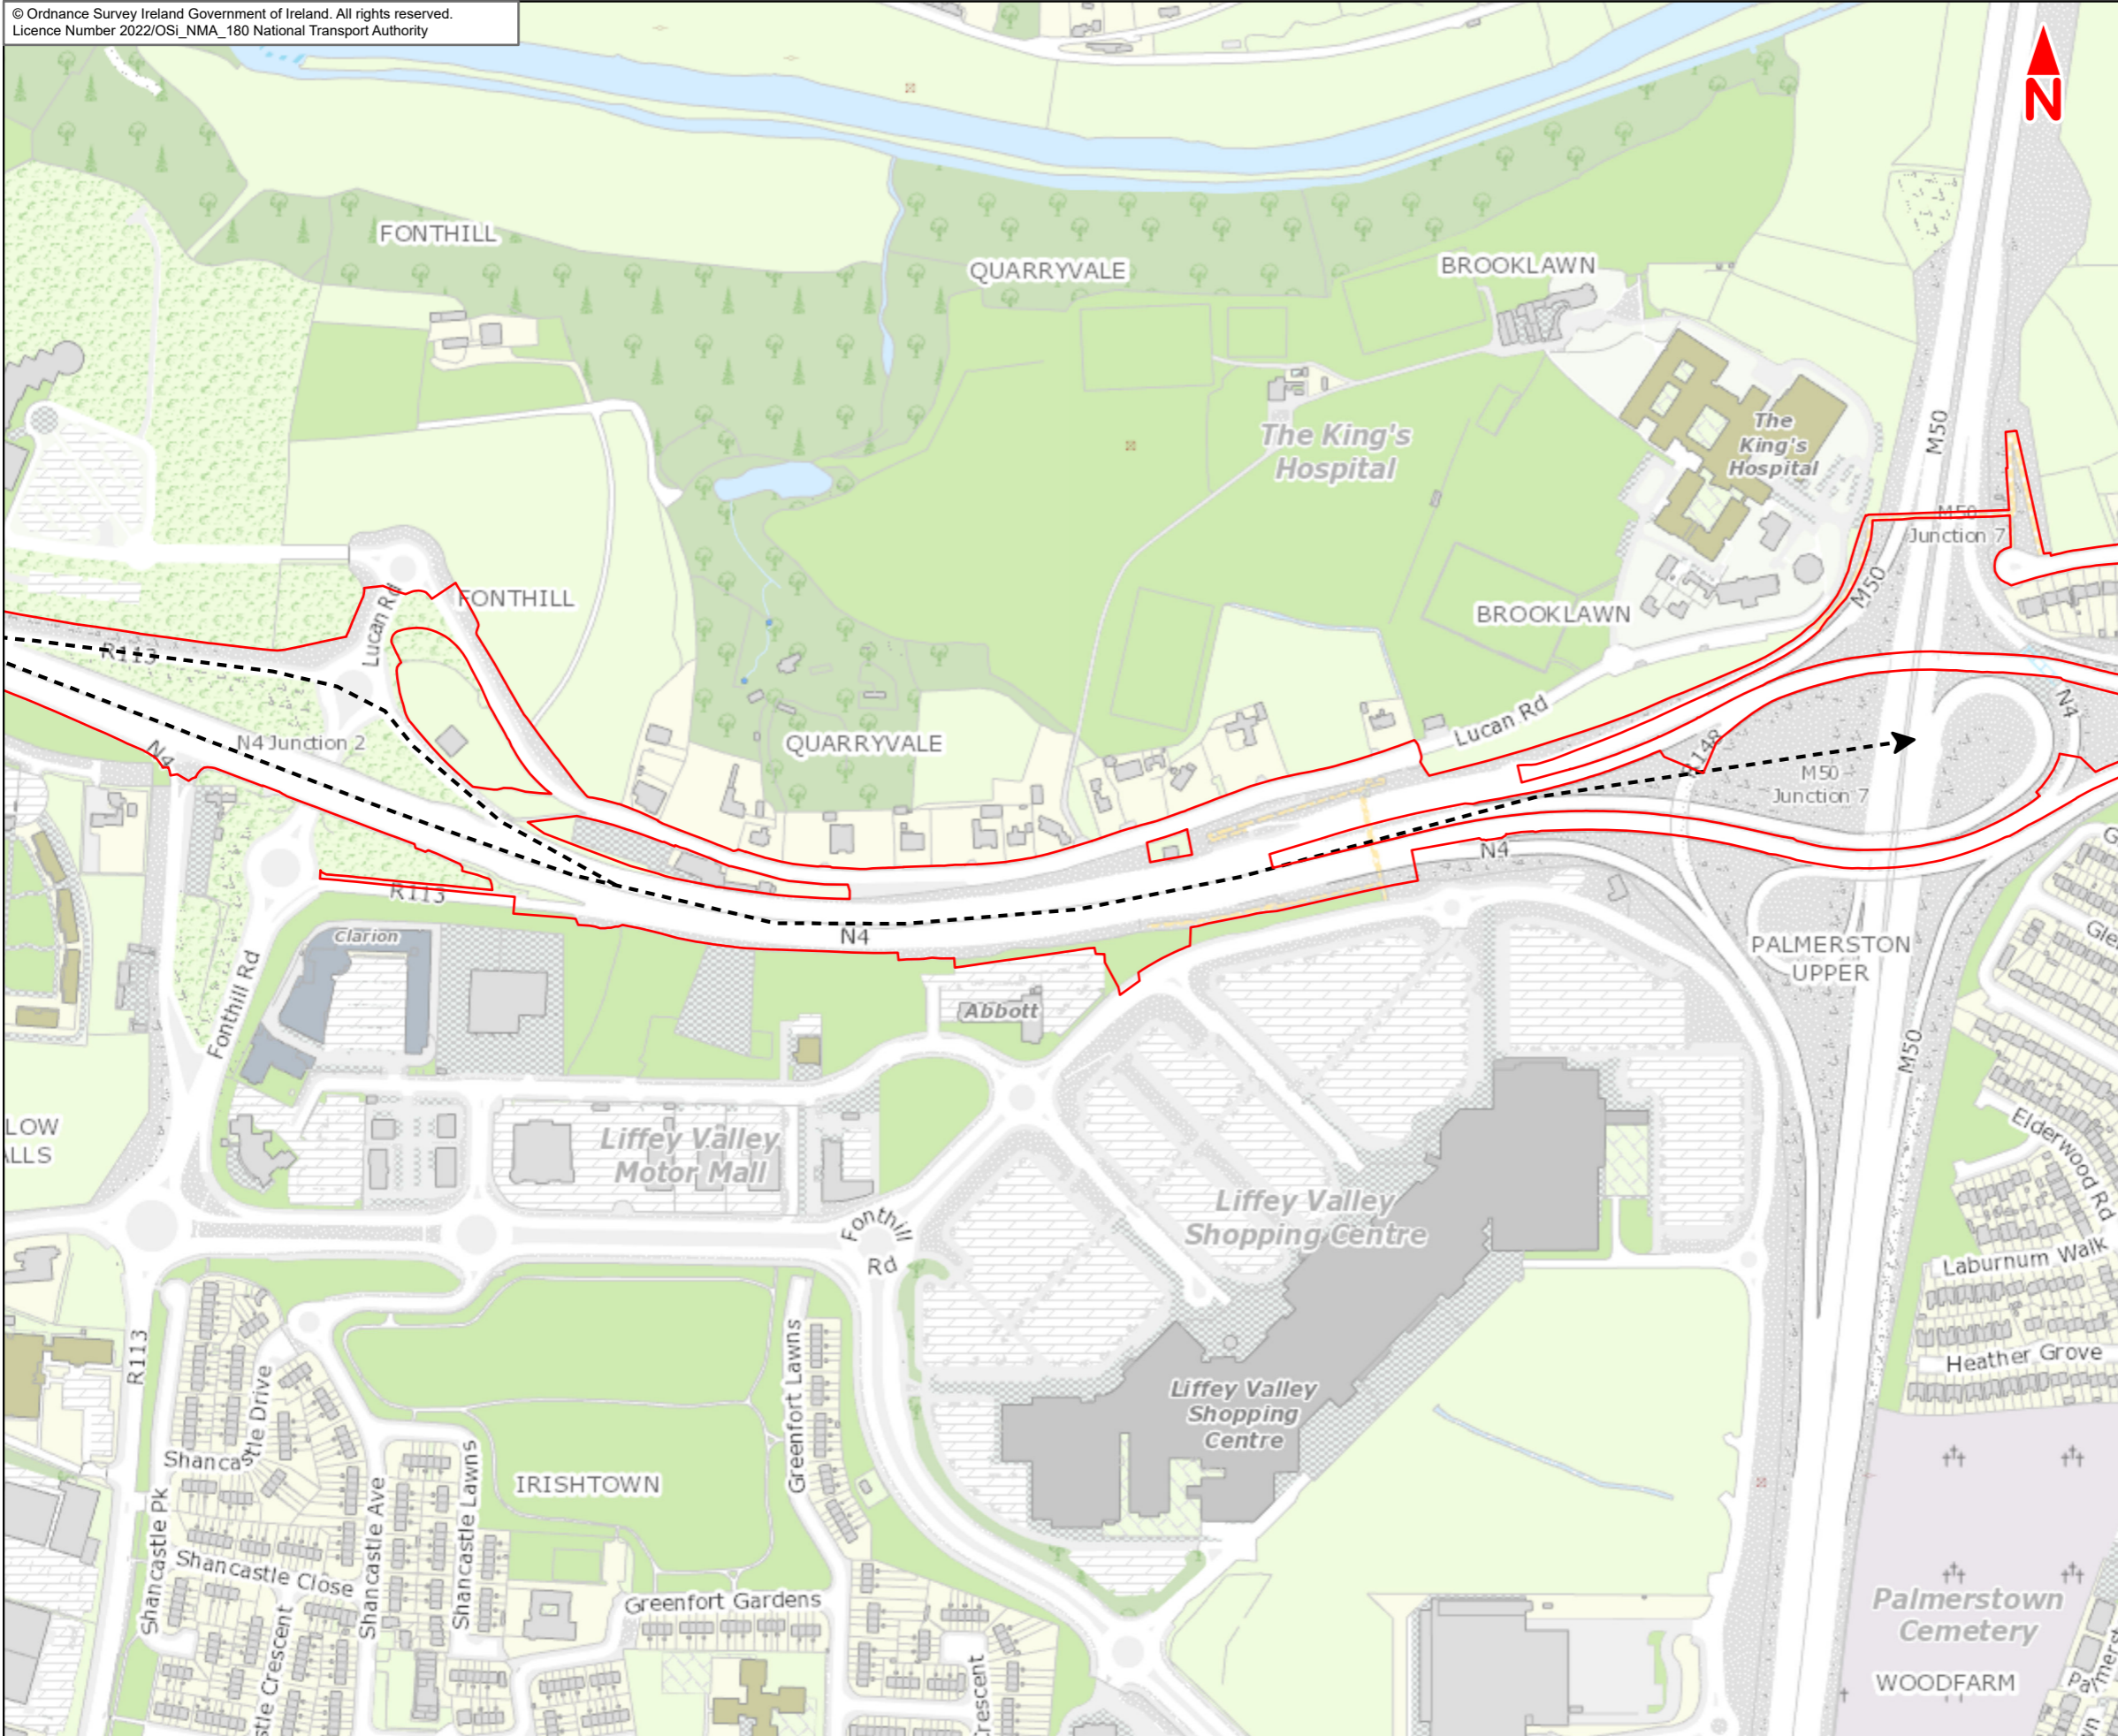 © Ordnance Survey Ireland Government of Ireland. All rights reserved.
Licence Number 2022/OSi_NMA_180 National Transport Authority
N
FONTHILL
QUARRYVALE
BROOKLAWN
The King's
Hospital
The
King's
Hospital
M50
M50
Junction 7
M50
FONTHILL
Lucan Rd
R113
BROOKLAWN
N4 Junction 2
N4
QUARRYVALE
Lucan Rd
R148
N4
M50
Junction 7
R113
N4
N4
Clarion
Fonthill Rd
Abbott
PALMERSTON
UPPER
M50
LOW
Liffey Valley
Motor Mall
Liffey Valley
Shopping Centre
Fonthill
Rd
Elderwood Rd
Laburnum Walk
Heather Grove
R113
Greenfort Lawns
Liffey Valley
Shopping
Centre
Shancastle Drive
Shancastle Pk
Shancastle Ave
Shancastle Lawns
IRISHTOWN
Shancastle Close
Greenfort Gardens
stle Crescent
rescent
Palmerstown
Cemetery
WOODFARM